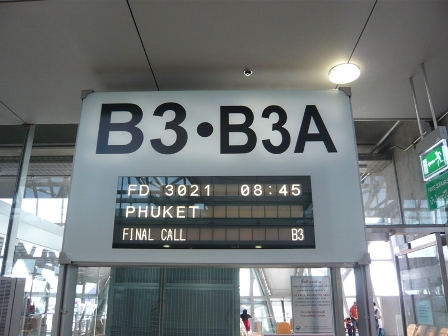 B3•B3A
FD 3021 08:45
PHUKET
FINAL CALL B3